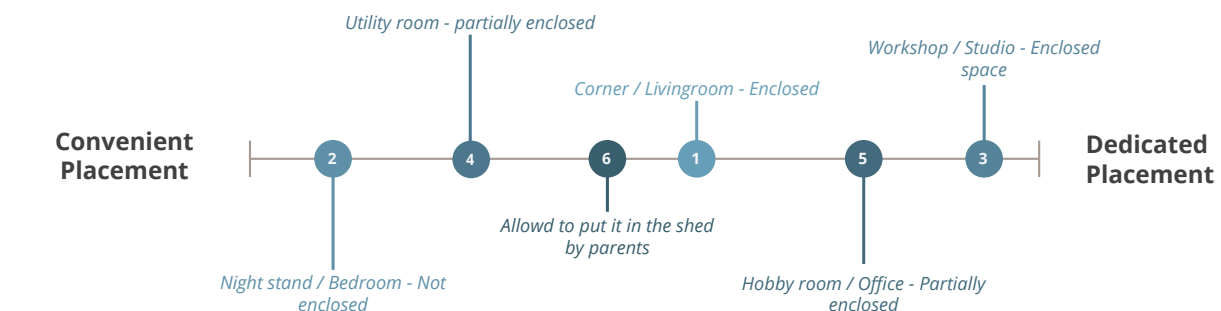 Utility room - partially enclosed
Workshop / Studio - Enclosed
space
Corner / Livingroom - Enclosed
Convenient
Placement
2
4
6
1
5
3
Dedicated
Placement
Allowd to put it in the shed
by parents
Night stand / Bedroom - Not
enclosed
Hobby room / Office - Partially
enclosed